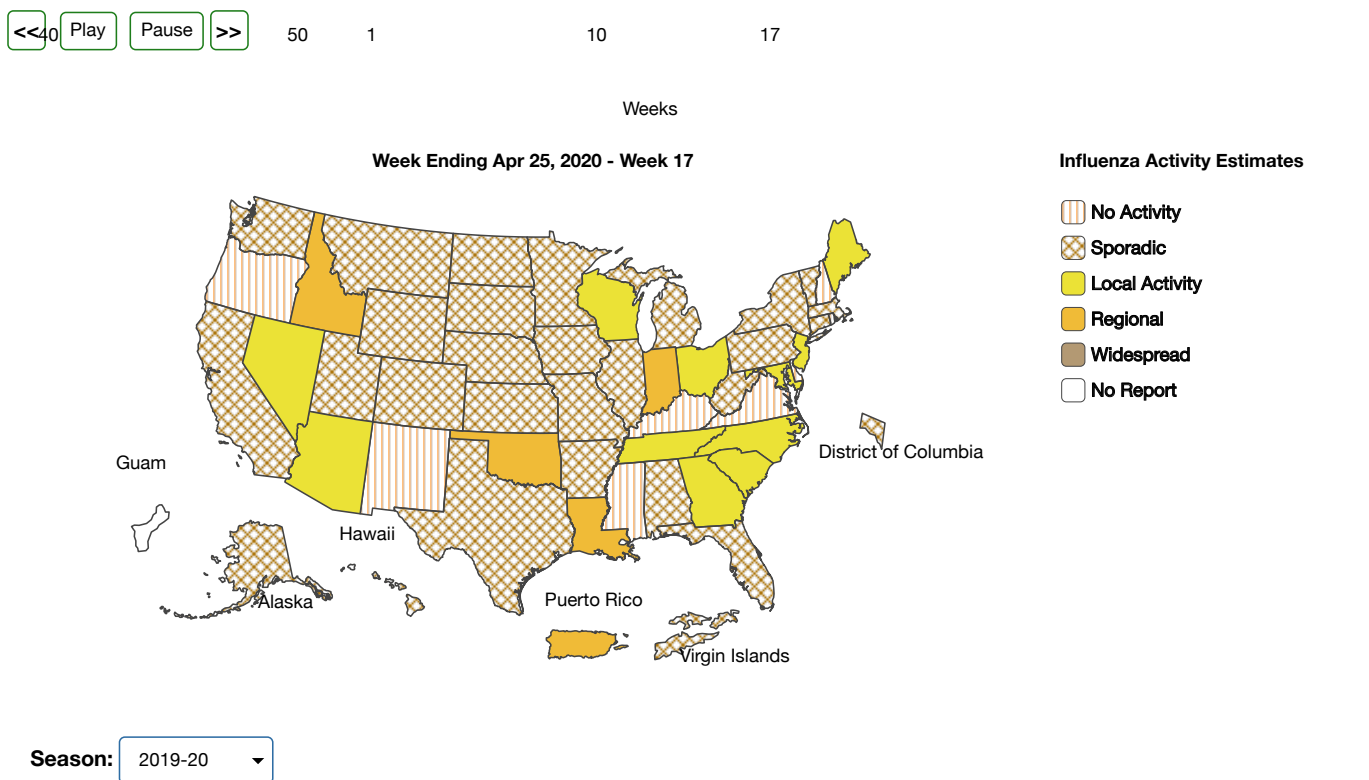 <<40 Play Pause >> 50 1 10 17
Weeks
Week Ending Apr 25, 2020 - Week 17
Influenza Activity Estimates
No Activity
Sporadic
Local Activity
Regional
Widespread
No Report
District of Columbia
Guam
Hawaii
Alaska
Puerto Rico
Virgin Islands
Season: 2019-20